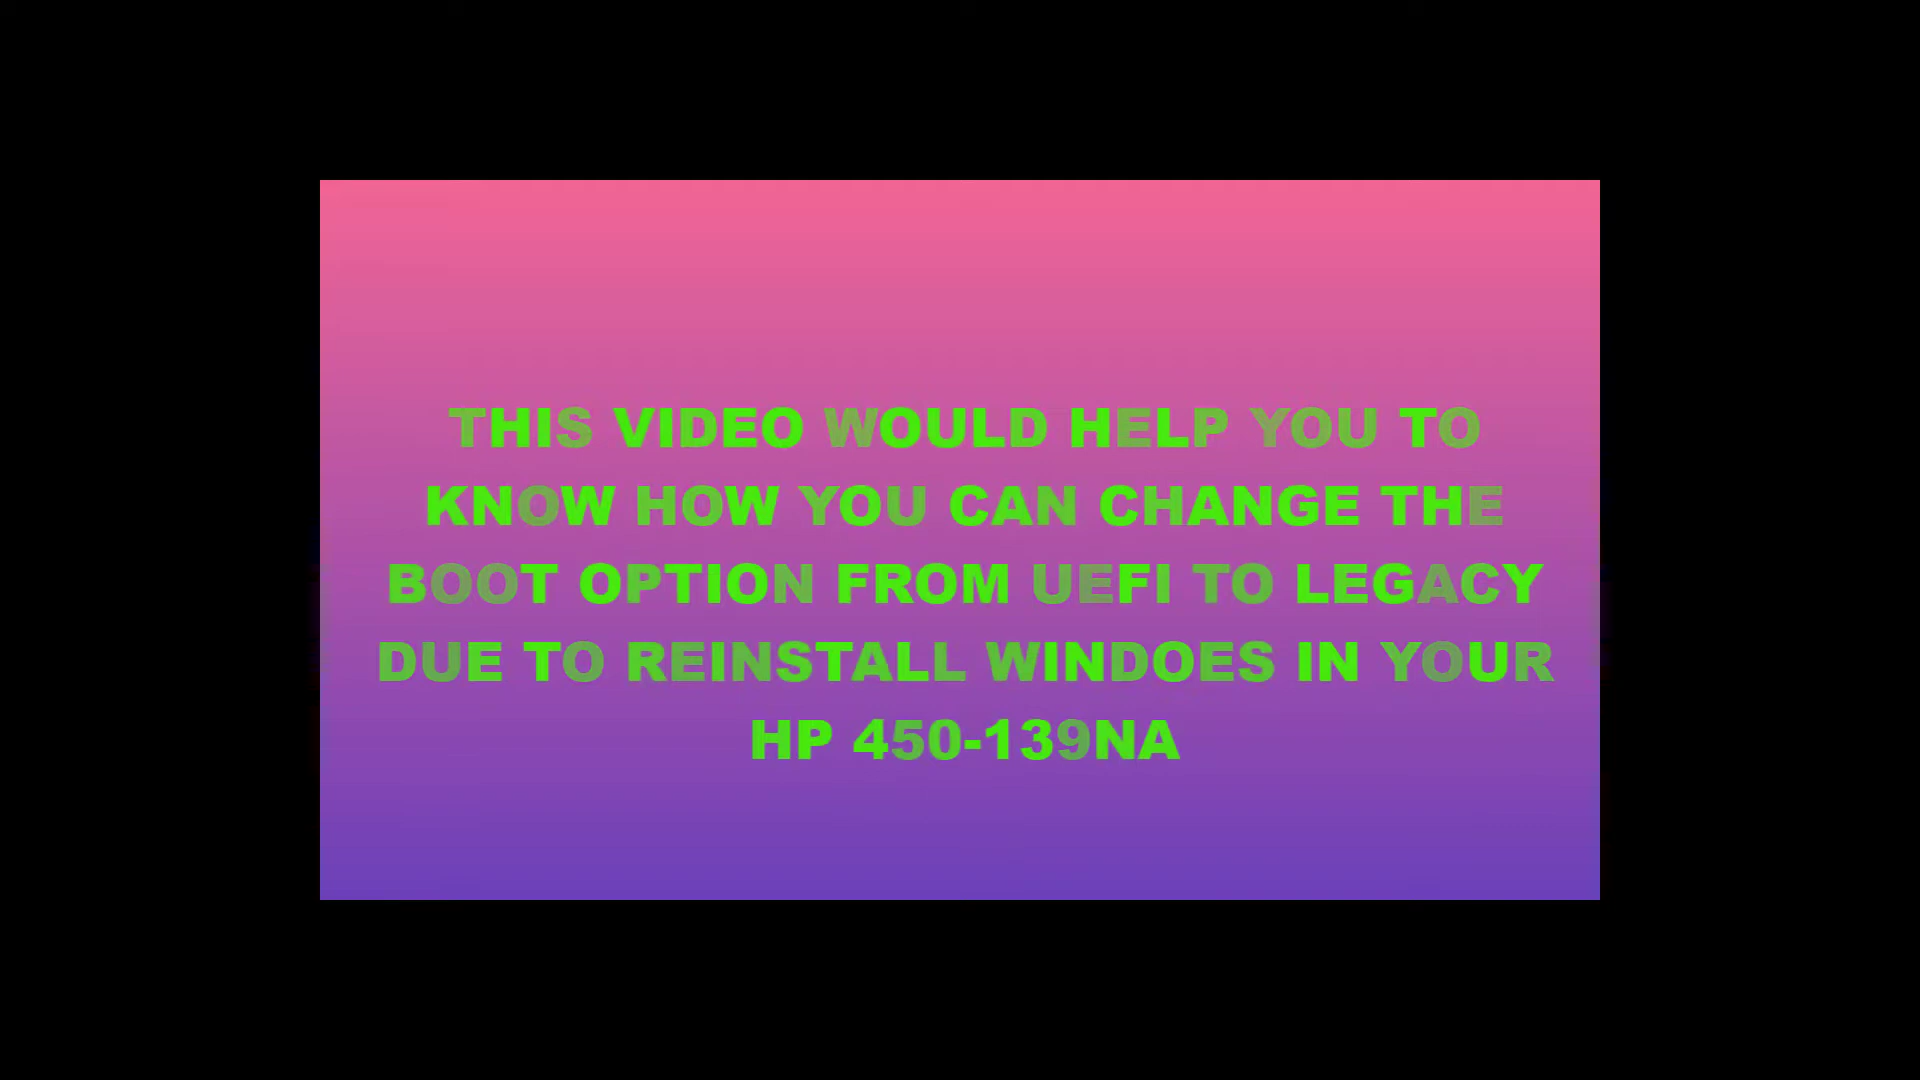 THIS VIDEO WOULD HELP YOU TO
KNOW HOW YOU CAN CHANGE THE
BOOT OPTION FROM UEFI TO LEGACY
DUE TO REINSTALL WINDOES IN YOUR
HP 450-139NA